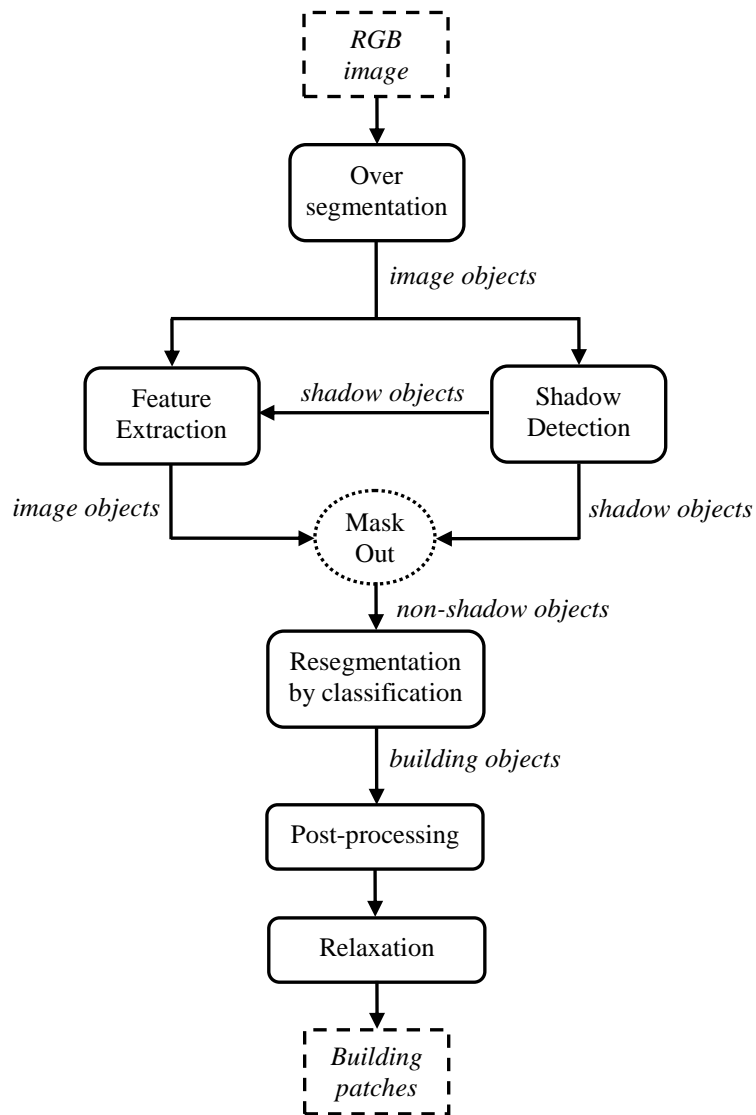 RGB
image
Over
segmentation
image objects
Feature
Extraction
shadow objects
Shadow
Detection
image objects
Mask
Out
shadow objects
non-shadow objects
Resegmentation
by classification
building objects
Post-processing
Relaxation
Building
patches